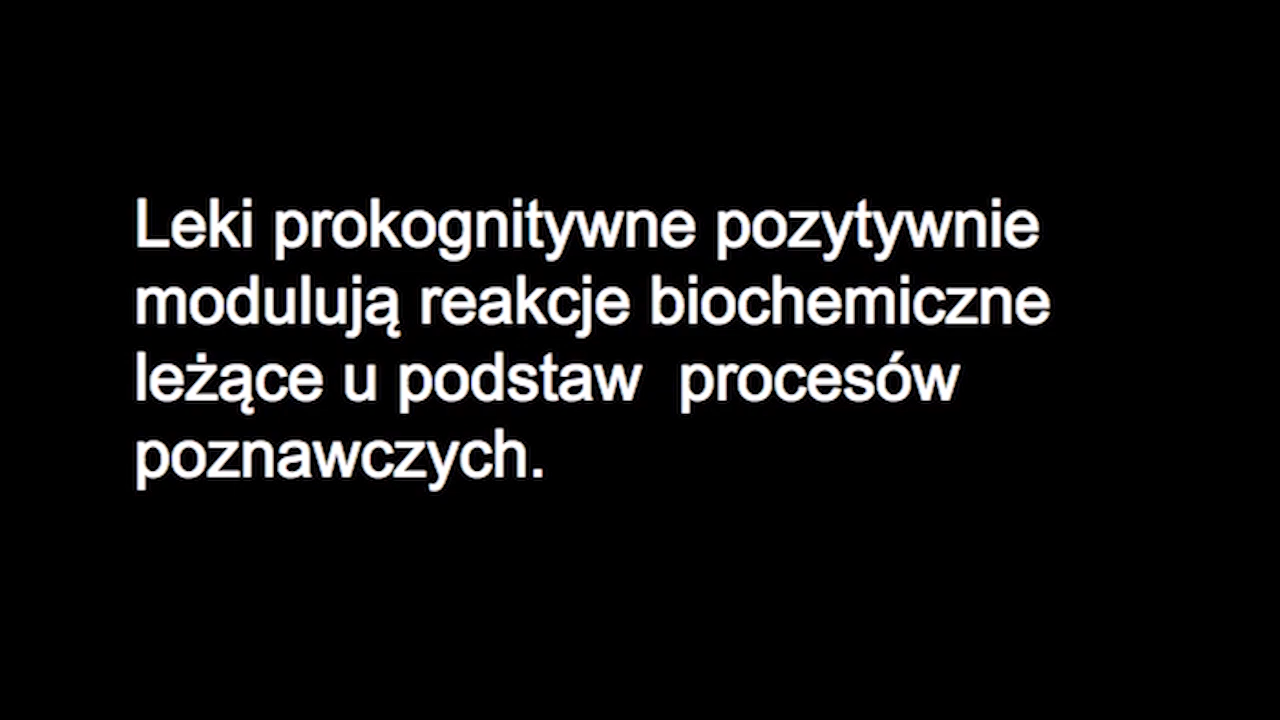 Leki prokognitywne pozytywnie
modulują reakcje biochemiczne
leżące u podstaw  procesów
poznawczych.